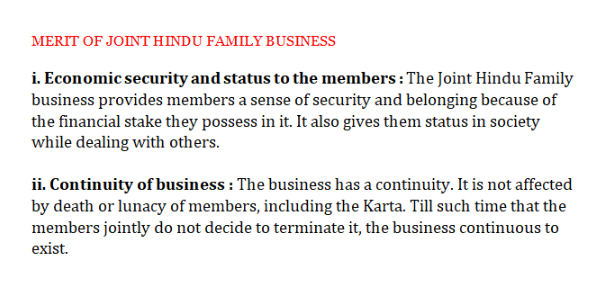 MERIT OF JOINT HINDU FAMILY BUSINESS
i. Economic security and status to the members : The Joint Hindu Family
business provides members a sense of security and belonging because of
the financial stake they possess in it. It also gives them status in society
while dealing with others.
ii. Continuity of business : The business has a continuity. It is not affected
by death or lunacy of members, including the Karta. Till such time that the
members jointly do not decide to terminate it, the business continuous to
exist.